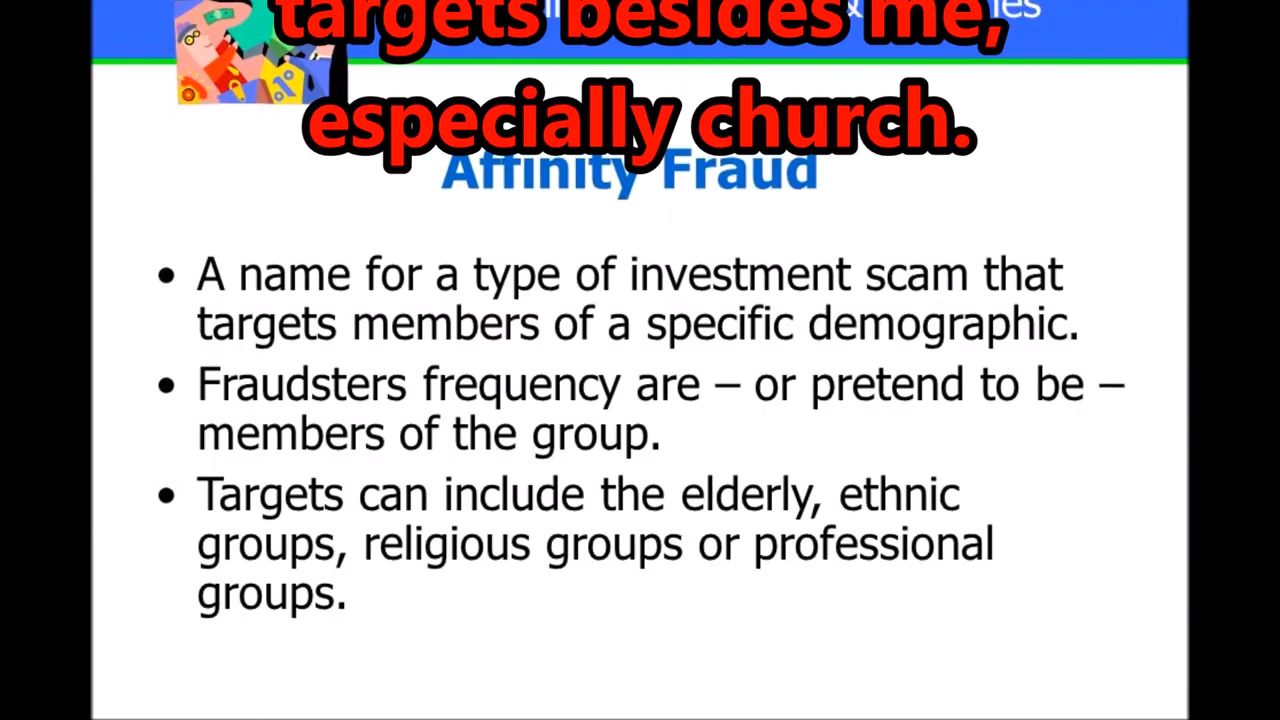 targets besides me,
especially church.
Affinity Fraud
• A name for a type of investment scam that
targets members of a specific demographic.
• Fraudsters frequency are – or pretend to be –
members of the group.
• Targets can include the elderly, ethnic
groups, religious groups or professional
groups.